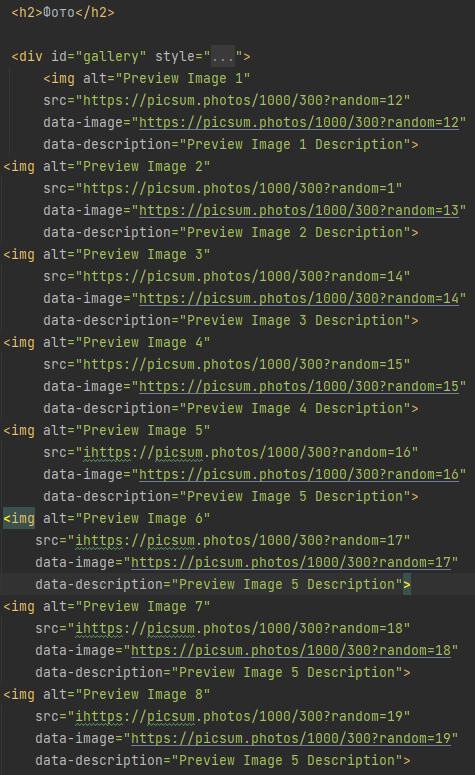 <h2>Фото</h2>
<div id="gallery" style="...">
<img alt="Preview Image 1"
src="https://picsum.photos/1000/300?random=12"
data-image="https://picsum.photos/1000/300?random=12"
data-description="Preview Image 1 Description">
<img alt="Preview Image 2"
src="https://picsum.photos/1000/300?random=1"
data-image="https://picsum.photos/1000/300?random=13"
data-description="Preview Image 2 Description">
<img alt="Preview Image 3"
src="https://picsum.photos/1000/300?random=14"
data-image="https://picsum.photos/1000/300?random=14"
data-description="Preview Image 3 Description">
<img alt="Preview Image 4"
src="https://picsum.photos/1000/300?random=15"
data-image="https://picsum.photos/1000/300?random=15"
data-description="Preview Image 4 Description">
<img alt="Preview Image 5"
src="ihttps://picsum.photos/1000/300?random=16"
data-image="https://picsum.photos/1000/300?random=16"
data-description="Preview Image 5 Description">
<img alt="Preview Image 6"
src="ihttps://picsum.photos/1000/300?random=17"
data-image="https://picsum.photos/1000/300?random=17"
data-description="Preview Image 5 Description">
<img alt="Preview Image 7"
src="ihttps://picsum.photos/1000/300?random=18"
data-image="https://picsum.photos/1000/300?random=18"
data-description="Preview Image 5 Description">
<img alt="Preview Image 8"
src="ihttps://picsum.photos/1000/300?random=19"
data-image="https://picsum.photos/1000/300?random=19"
data-description="Preview Image 5 Description">